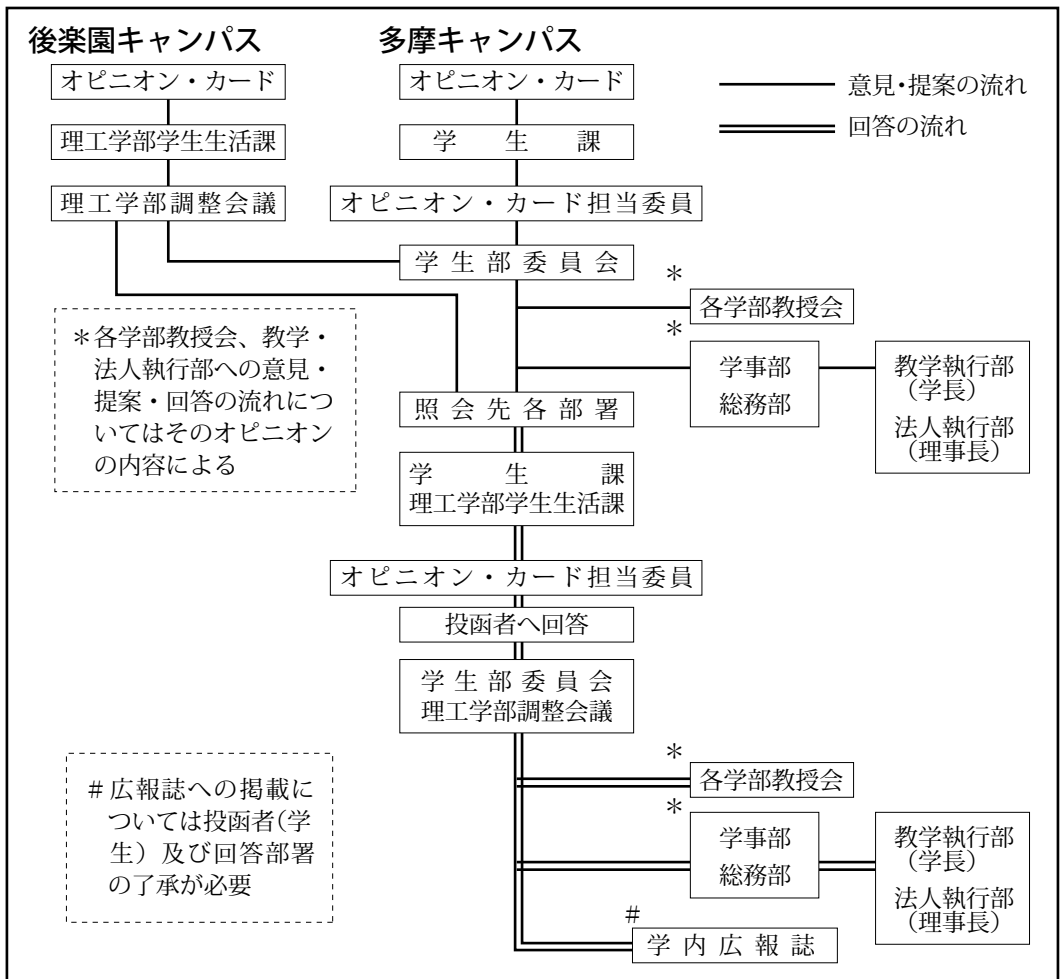 後楽園キャンパス
多摩キャンパス
オピニオン・カード
オピニオン・カード
意見・提案の流れ
理工学部学生生活課
学生課
回答の流れ
理工学部調整会議
オピニオン・カード担当委員
学生部委員会
*
各学部教授会
*
学事部
総務部
教学執行部
(学長)
法人執行部
(理事長)
*各学部教授会、教学・
法人執行部への意見・
提案・回答の流れにつ
いてはそのオピニオン
の内容による
照会先各部署
学生課
理工学部学生生活課
オピニオン・カード担当委員
投函者へ回答
学生部委員会
理工学部調整会議
*
各学部教授会
*
学事部
総務部
教学執行部
(学長)
法人執行部
(理事長)
#広報誌への掲載に
ついては投函者(学
生)及び回答部署
の了承が必要
#
学内広報誌